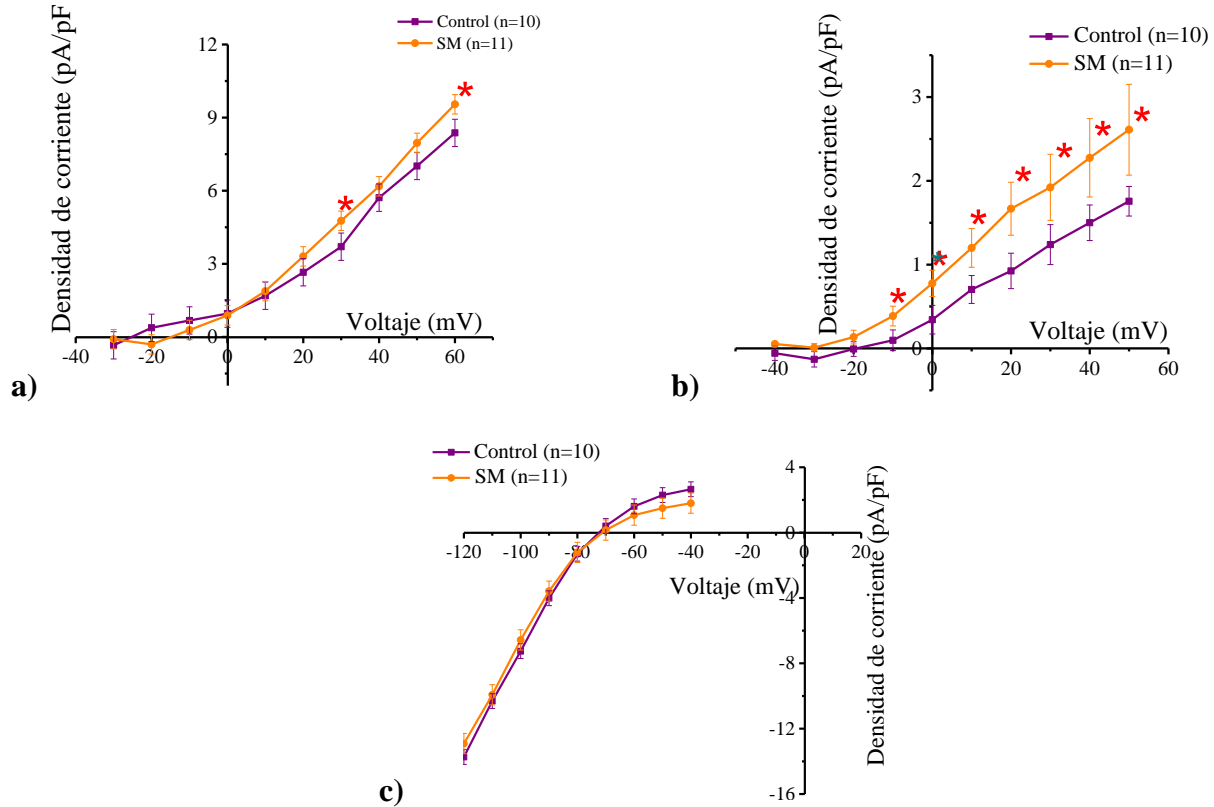 Control (n=10)
SM (n=11)
Densidad de corriente (pA/pF)
12
9
6
3
0
-40
-20
0
20
40
60
Voltaje (mV)
*
*
a)
Control (n=10)
SM (n=11)
Densidad de corriente (pA/pF)
3
2
1
0
-40
-20
0
20
40
60
Voltaje (mV)
*
*
*
*
*
*
*
b)
Control (n=10)
SM (n=11)
4
0
-4
-8
-12
-16
-120
-100
-80
-60
-40
-20
0
20
Voltaje (mV)
Densidad de corriente (pA/pF)
c)